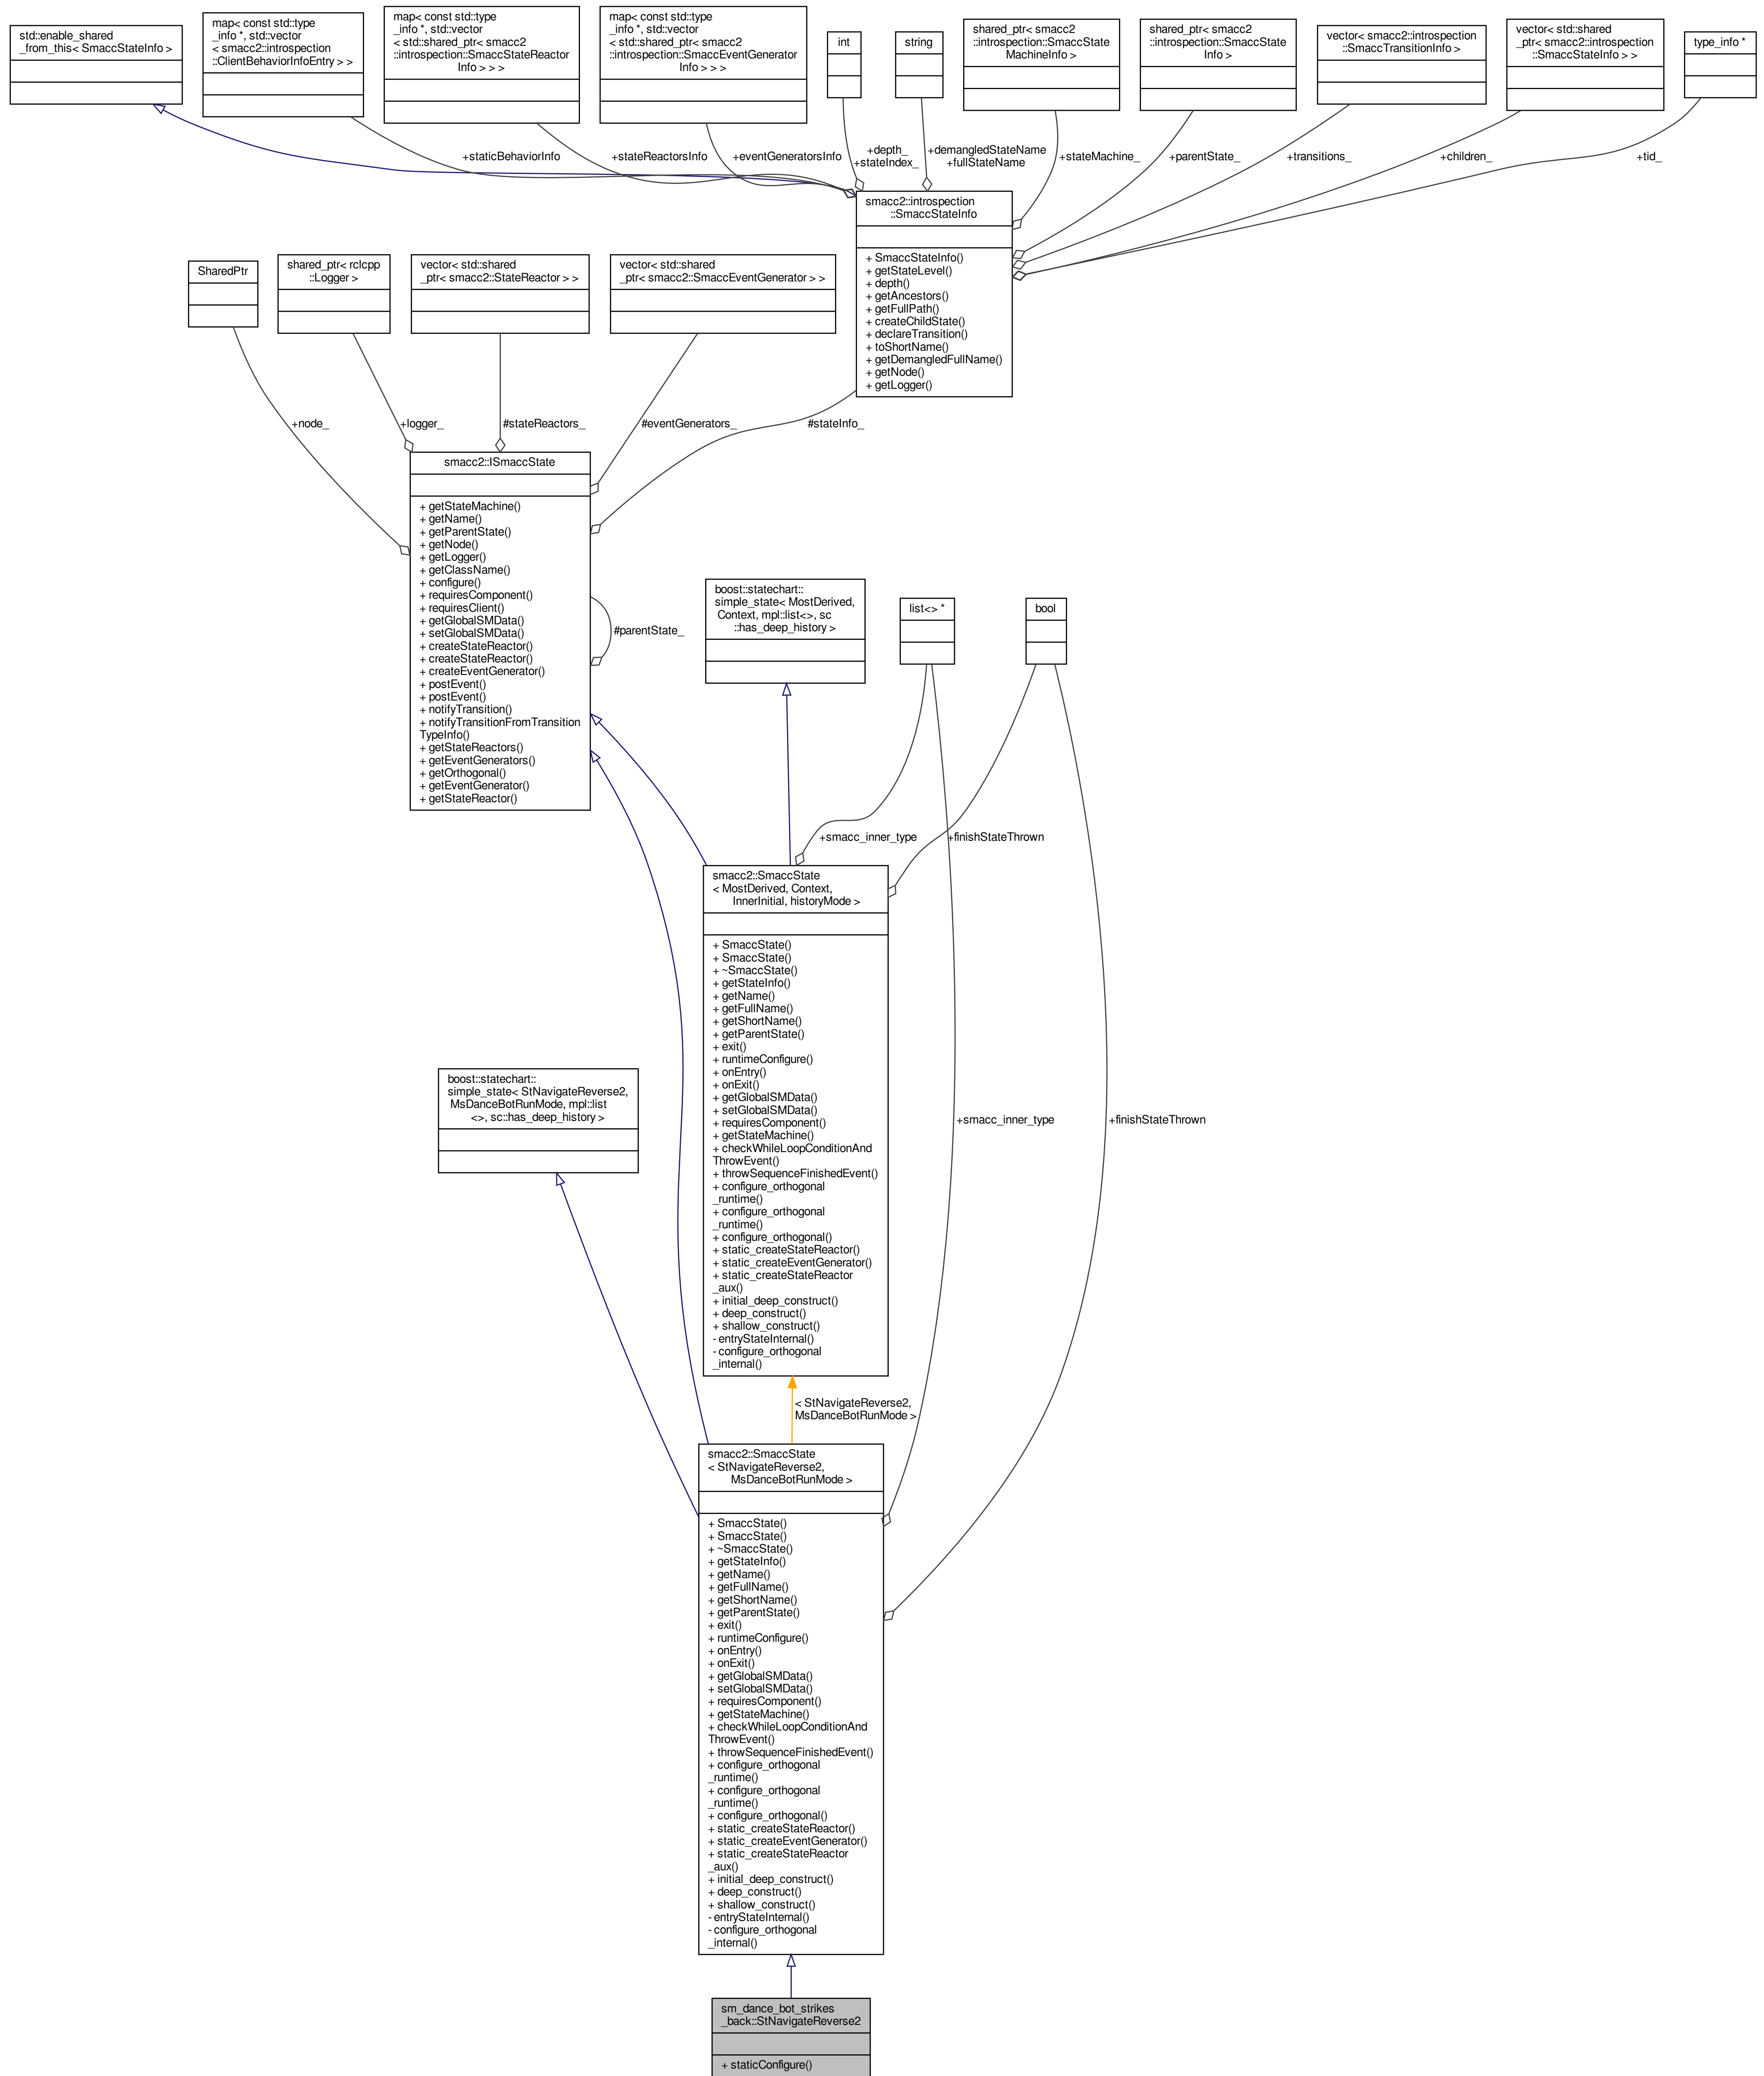 std::enable_shared
_from_this< SmaccStateInfo >
map< const std::type
_info *, std::vector
< smacc2::introspection
::ClientBehaviorInfoEntry > >
map< const std::type
_info *, std::vector
< std::shared_ptr< smacc2
::introspection::SmaccStateReactor
Info > > >
map< const std::type
_info *, std::vector
< std::shared_ptr< smacc2
::introspection::SmaccEventGenerator
Info > > >
int
string
shared_ptr< smacc2
::introspection::SmaccState
MachineInfo >
shared_ptr< smacc2
::introspection::SmaccState
Info >
vector< smacc2::introspection
::SmaccTransitionInfo >
vector< std::shared
_ptr< smacc2::introspection
::SmaccStateInfo > >
type_info *
+staticBehaviorInfo
+stateReactorsInfo
+eventGeneratorsInfo
+depth_
+stateIndex_
+demangledStateName
+fullStateName
+stateMachine_
+parentState_
+transitions_
+children_
+tid_
smacc2::introspection
::SmaccStateInfo
+ SmaccStateInfo()
+ getStateLevel()
+ depth()
+ getAncestors()
+ getFullPath()
+ createChildState()
+ declareTransition()
+ toShortName()
+ getDemangledFullName()
+ getNode()
+ getLogger()
SharedPtr
shared_ptr< rclcpp
::Logger >
vector< std::shared
_ptr< smacc2::StateReactor > >
vector< std::shared
_ptr< smacc2::SmaccEventGenerator > >
+node_
+logger_
#stateReactors_
#eventGenerators_
#stateInfo_
smacc2::ISmaccState
+ getStateMachine()
+ getName()
+ getParentState()
+ getNode()
+ getLogger()
+ getClassName()
+ configure()
+ requiresComponent()
+ requiresClient()
+ getGlobalSMData()
+ setGlobalSMData()
+ createStateReactor()
+ createStateReactor()
+ createEventGenerator()
+ postEvent()
+ postEvent()
+ notifyTransition()
+ notifyTransitionFromTransition
TypeInfo()
+ getStateReactors()
+ getEventGenerators()
+ getOrthogonal()
+ getEventGenerator()
+ getStateReactor()
#parentState_
boost::statechart::
simple_state< MostDerived,
Context, mpl::list<>, sc
::has_deep_history >
list<> *
bool
+smacc_inner_type
+finishStateThrown
smacc2::SmaccState
< MostDerived, Context,
InnerInitial, historyMode >
+ SmaccState()
+ SmaccState()
+ ~SmaccState()
+ getStateInfo()
+ getName()
+ getFullName()
+ getShortName()
+ getParentState()
+ exit()
+ runtimeConfigure()
+ onEntry()
+ onExit()
+ getGlobalSMData()
+ setGlobalSMData()
+ requiresComponent()
+ getStateMachine()
+ checkWhileLoopConditionAnd
ThrowEvent()
+ throwSequenceFinishedEvent()
+ configure_orthogonal
_runtime()
+ configure_orthogonal
_runtime()
+ configure_orthogonal()
+ static_createStateReactor()
+ static_createEventGenerator()
+ static_createStateReactor
_aux()
+ initial_deep_construct()
+ deep_construct()
+ shallow_construct()
- entryStateInternal()
- configure_orthogonal
_internal()
boost::statechart::
simple_state< StNavigateReverse2,
MsDanceBotRunMode, mpl::list
<>, sc::has_deep_history >
+smacc_inner_type
+finishStateThrown
< StNavigateReverse2,
MsDanceBotRunMode >
smacc2::SmaccState
< StNavigateReverse2,
MsDanceBotRunMode >
+ SmaccState()
+ SmaccState()
+ ~SmaccState()
+ getStateInfo()
+ getName()
+ getFullName()
+ getShortName()
+ getParentState()
+ exit()
+ runtimeConfigure()
+ onEntry()
+ onExit()
+ getGlobalSMData()
+ setGlobalSMData()
+ requiresComponent()
+ getStateMachine()
+ checkWhileLoopConditionAnd
ThrowEvent()
+ throwSequenceFinishedEvent()
+ configure_orthogonal
_runtime()
+ configure_orthogonal
_runtime()
+ configure_orthogonal()
+ static_createStateReactor()
+ static_createEventGenerator()
+ static_createStateReactor
_aux()
+ initial_deep_construct()
+ deep_construct()
+ shallow_construct()
- entryStateInternal()
- configure_orthogonal
_internal()
sm_dance_bot_strikes
_back::StNavigateReverse2
+ staticConfigure()